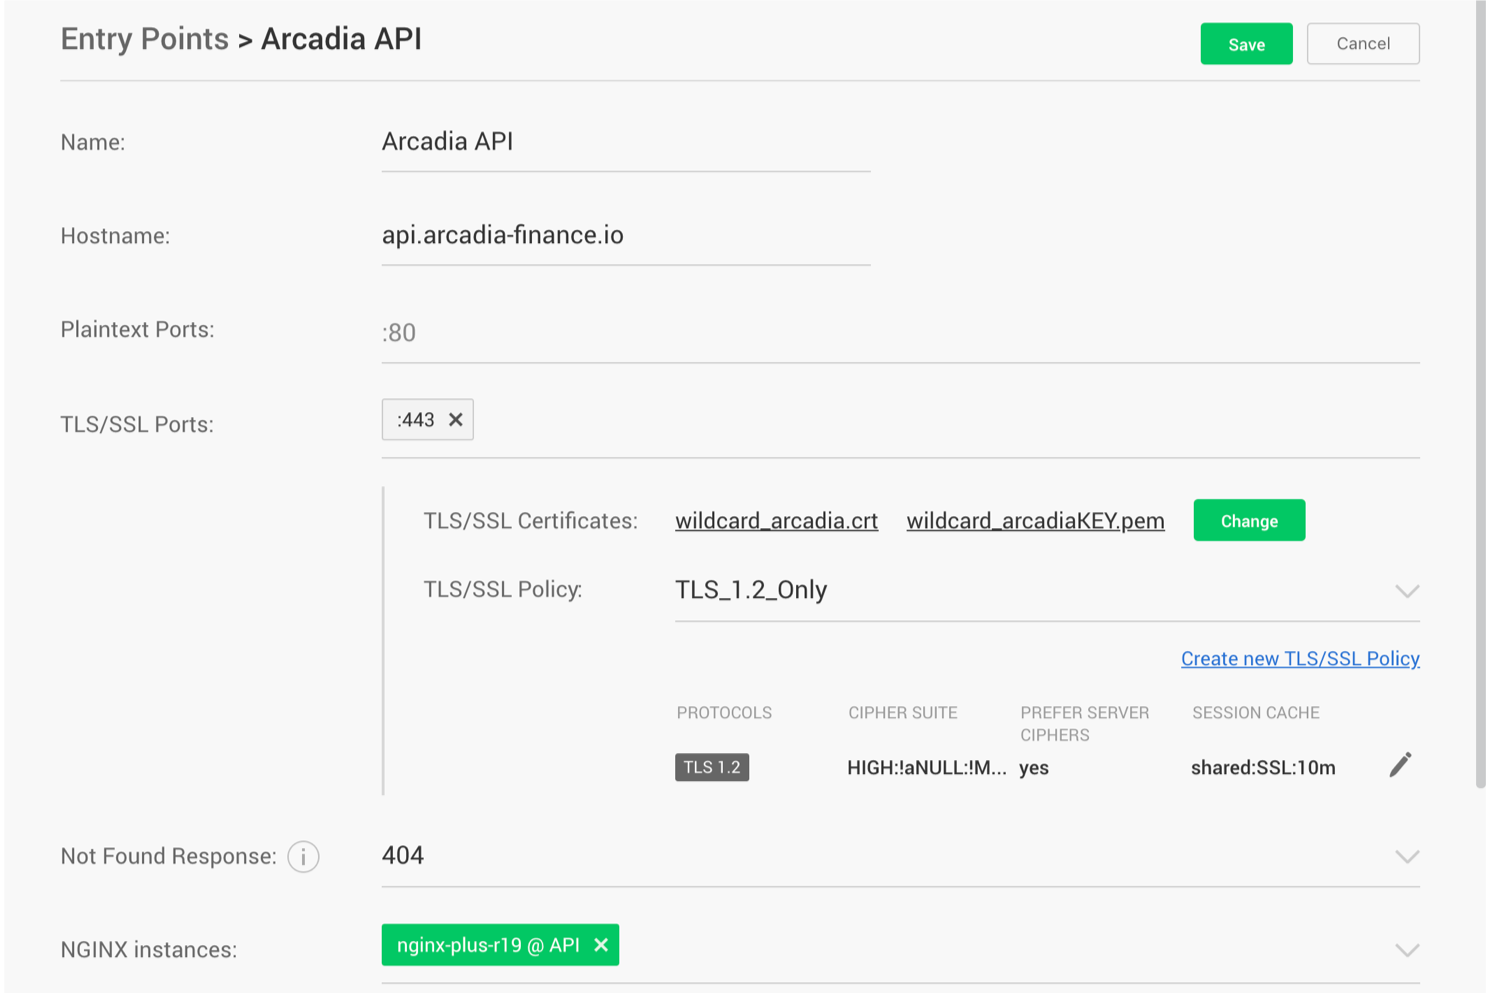 Entry Points > Arcadia API
Save
Cancel
Name:
Arcadia API
Hostname:
api.arcadia-finance.io
Plaintext Ports:
:80
TLS/SSL Ports:
:443
TLS/SSL Certificates:
wildcard_arcadia.crt
wildcard_arcadiaKEY.pem
Change
TLS/SSL Policy:
TLS_1.2_Only
Create new TLS/SSL Policy
PROTOCOLS
CIPHER SUITE
PREFER SERVER
CIPHERS
SESSION CACHE
TLS 1.2
HIGH:!aNULL:!M...
yes
shared:SSL:10m
Not Found Response:
404
NGINX instances:
nginx-plus-r19 @ API